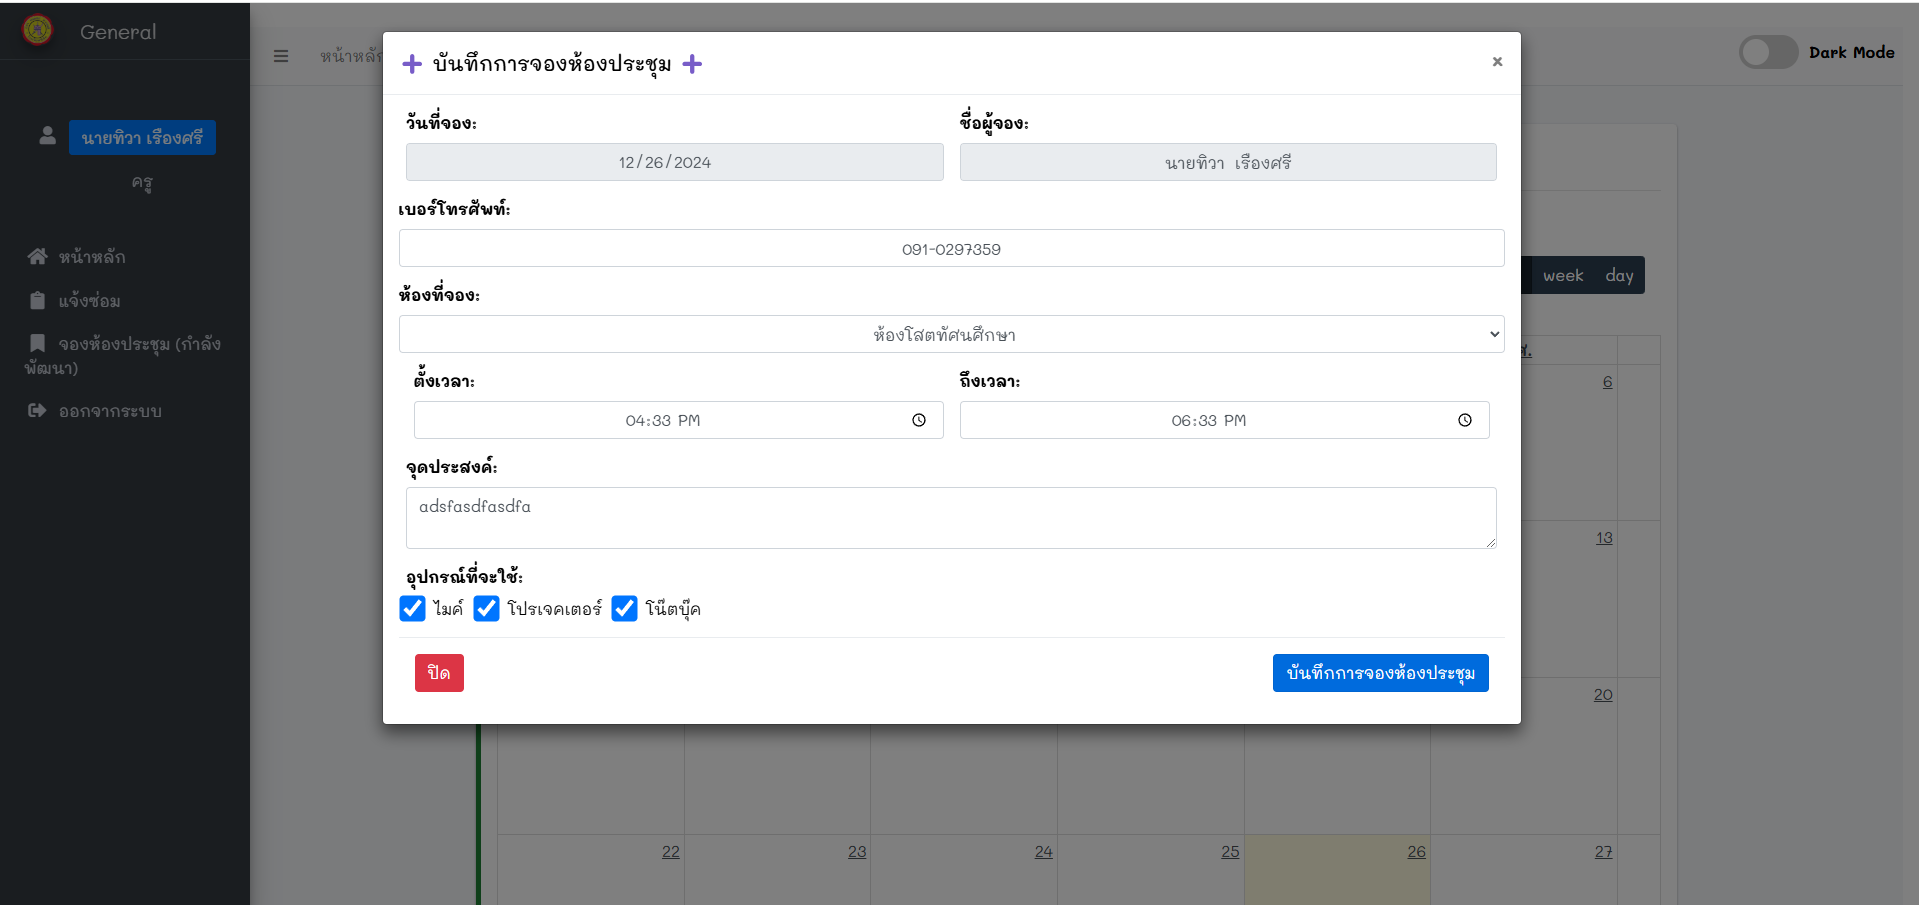 General
นายทิวา เรืองศรี
ครู
หน้าหลัก
แจ้งซ่อม
จองห้องประชุม (กำลัง
พัฒนา)
ออกจากระบบ
หน้าหลัก
Dark Mode
บันทึกการจองห้องประชุม
×
วันที่จอง:
ชื่อผู้จอง:
12/26/2024
นายทิวา เรืองศรี
เบอร์โทรศัพท์:
091-0297359
ห้องที่จอง:
ห้องโสตทัศนศึกษา
ตั้งเวลา:
ถึงเวลา:
04:33 PM
06:33 PM
จุดประสงค์:
adsfasdfasdfa
อุปกรณ์ที่จะใช้:
ไมค์ โปรเจคเตอร์ โน๊ตบุ๊ค
ปิด
บันทึกการจองห้องประชุม
week day
6
13
20
22 23 24 25 26 27